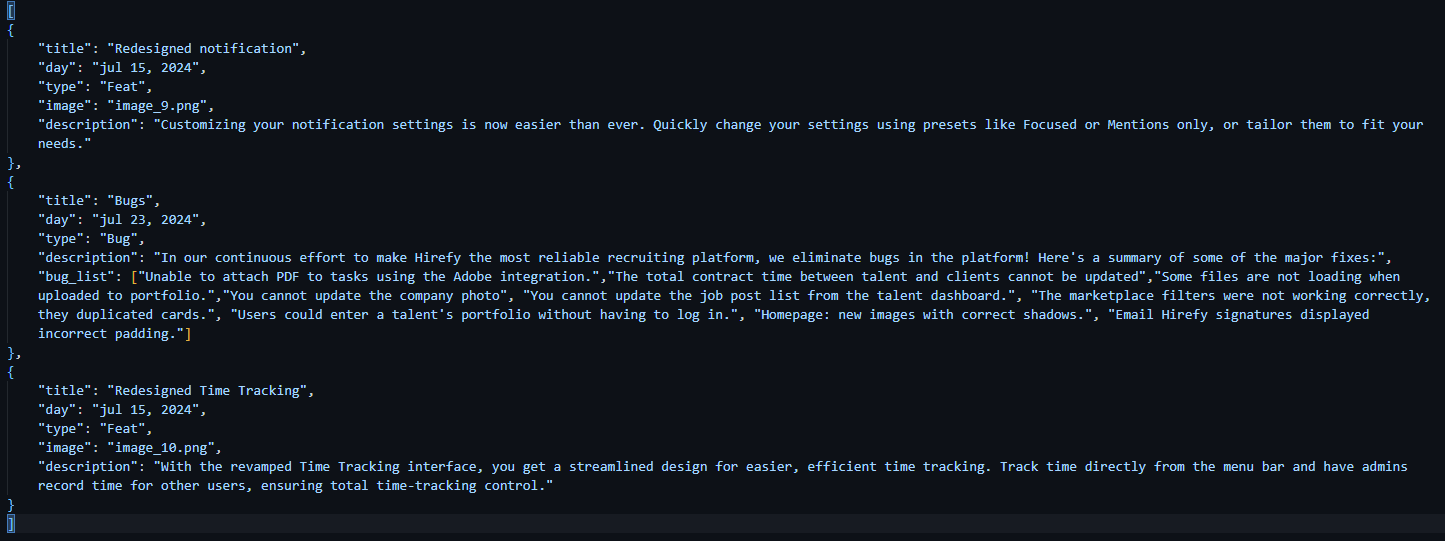 [
{
"title": "Redesigned notification",
"day": "jul 15, 2024",
"type": "Feat",
"image": "image_9.png",
"description": "Customizing your notification settings is now easier than ever. Quickly change your settings using presets like Focused or Mentions only, or tailor them to fit your
needs."
},
{
"title": "Bugs",
"day": "jul 23, 2024",
"type": "Bug",
"description": "In our continuous effort to make Hirefy the most reliable recruiting platform, we eliminate bugs in the platform! Here's a summary of some of the major fixes:",
"bug_list": ["Unable to attach PDF to tasks using the Adobe integration.","The total contract time between talent and clients cannot be updated","Some files are not loading when
uploaded to portfolio.","You cannot update the company photo", "You cannot update the job post list from the talent dashboard.", "The marketplace filters were not working correctly,
they duplicated cards.", "Users could enter a talent's portfolio without having to log in.", "Homepage: new images with correct shadows.", "Email Hirefy signatures displayed
incorrect padding."]
},
{
"title": "Redesigned Time Tracking",
"day": "jul 15, 2024",
"type": "Feat",
"image": "image_10.png",
"description": "With the revamped Time Tracking interface, you get a streamlined design for easier, efficient time tracking. Track time directly from the menu bar and have admins
record time for other users, ensuring total time-tracking control."
}
]